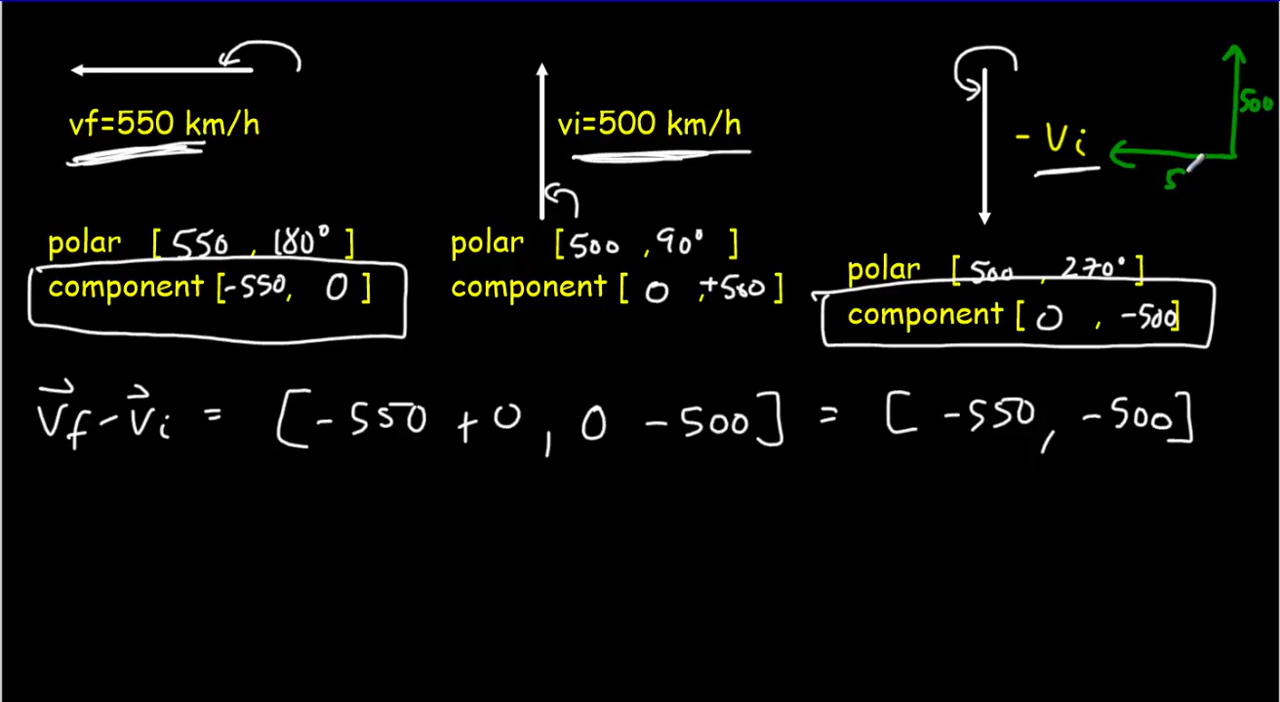 vf=550 km/h
vi=500 km/h
- Vi
500
5
polar [ 550 , 180° ]
component [-550, 0 ]
polar [500 , 90° ]
component [ 0 ,+500 ]
polar [ 500 , 270° ]
component [ 0 , -500]
Vf - Vi = [ -550 + 0 , 0 - 500 ] = [ -550 , -500 ]